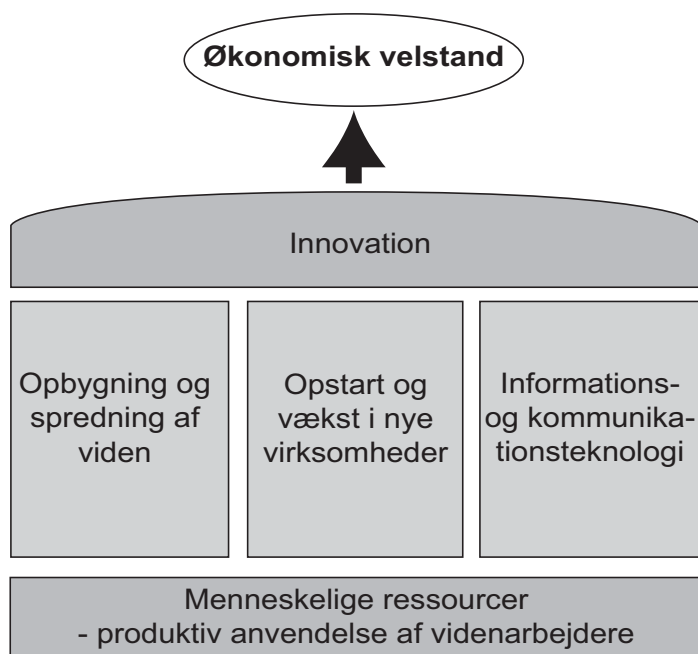 Økonomisk velstand
Innovation
Opbygning og
spredning af
viden
Opstart og
vækst i nye
virksomheder
Informations-
og kommunika-
tionsteknologi
Menneskelige ressourcer
- produktiv anvendelse af videnarbejdere